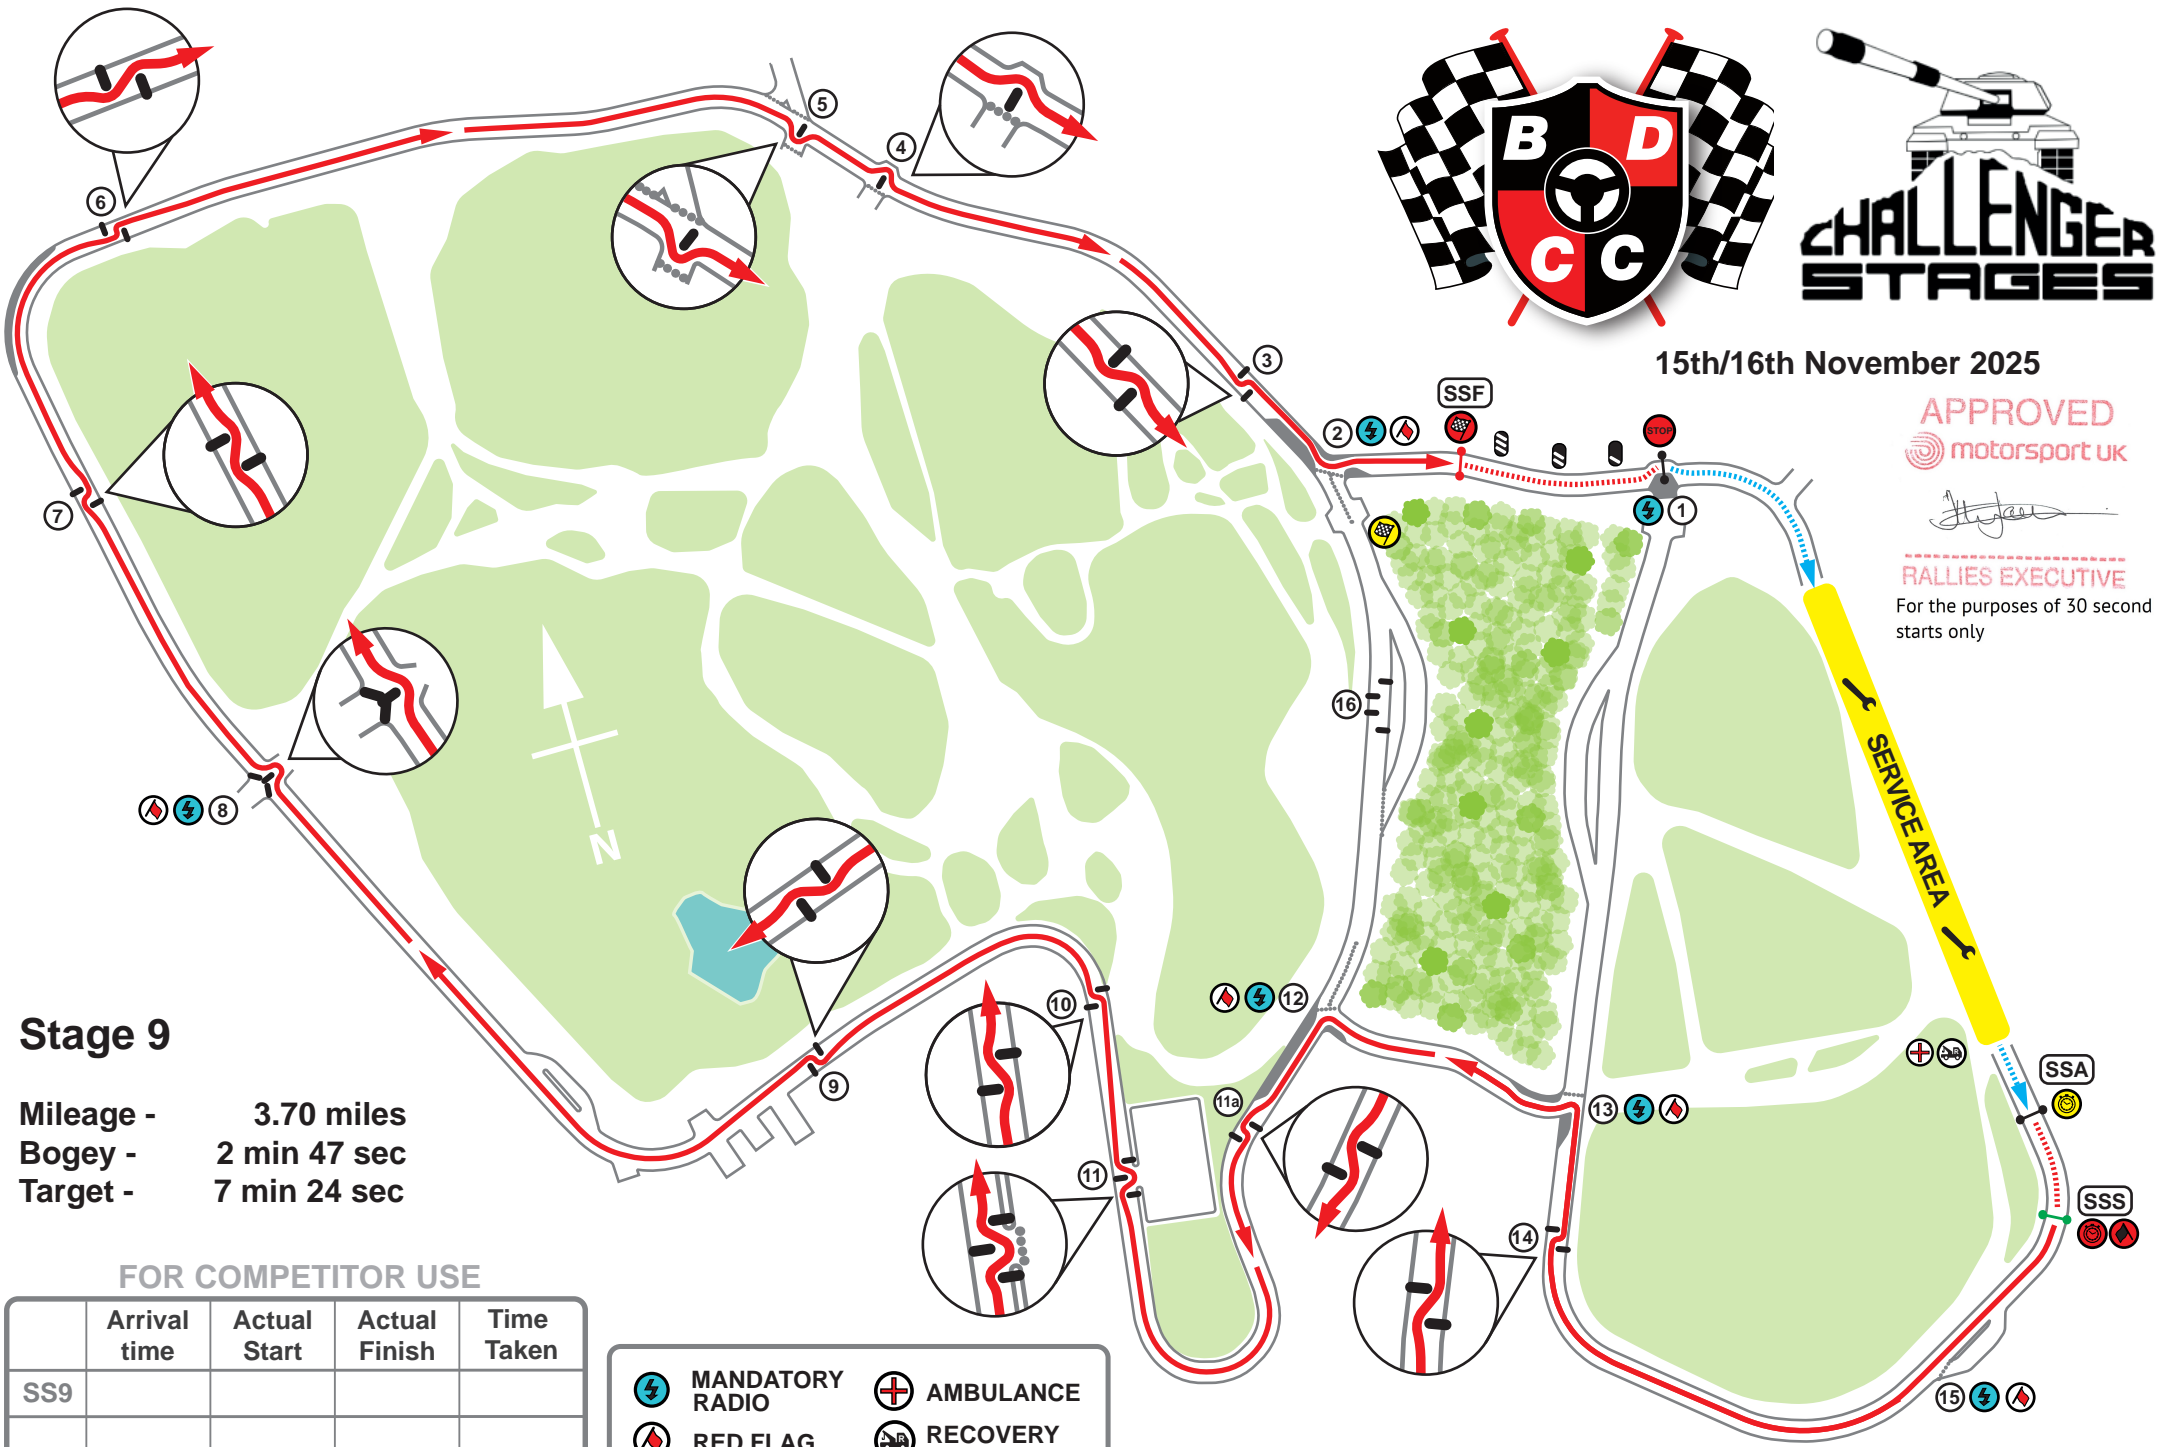 5
4
6
B D
C C
CHALLENGER
STAGES
15th/16th November 2025
APPROVED
motorsport UK
RALLIES EXECUTIVE
For the purposes of 30 second
starts only
3
SSF
2
STOP
1
7
16
8
N
SERVICE AREA
12
10
9
11a
11
13
14
SSA
SSS
15
Stage 9
Mileage - 3.70 miles
Bogey - 2 min 47 sec
Target - 7 min 24 sec
FOR COMPETITOR USE
Arrival time
Actual Start
Actual Finish
Time Taken
SS9
MANDATORY
RADIO
AMBULANCE
RED FLAG
RECOVERY